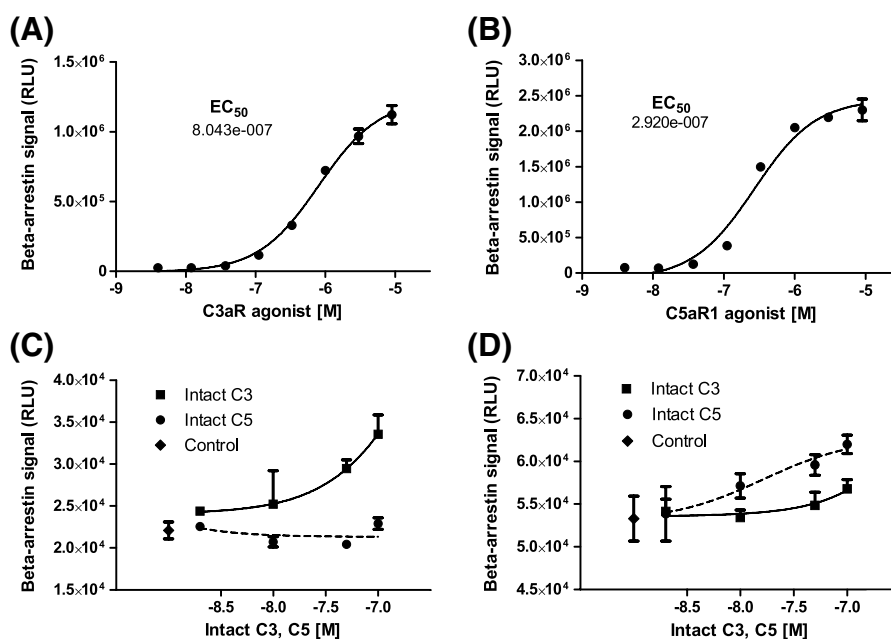 (A)
Beta-arrestin signal (RLU)
1.5×10⁶
1.0×10⁶
5.0×10⁵
0
EC₅₀
8.043e-007
-9 -8 -7 -6 -5
C3aR agonist [M]
(B)
Beta-arrestin signal (RLU)
3.0×10⁶
2.5×10⁶
2.0×10⁶
1.5×10⁶
1.0×10⁶
5.0×10⁵
0
EC₅₀
2.920e-007
-9 -8 -7 -6 -5
C5aR1 agonist [M]
(C)
Beta-arrestin signal (RLU)
4.0×10⁴
3.5×10⁴
3.0×10⁴
2.5×10⁴
2.0×10⁴
1.5×10⁴
Intact C3
Intact C5
Control
-8.5 -8.0 -7.5 -7.0
Intact C3, C5 [M]
(D)
Beta-arrestin signal (RLU)
7.0×10⁴
6.5×10⁴
6.0×10⁴
5.5×10⁴
5.0×10⁴
4.5×10⁴
Intact C3
Intact C5
Control
-8.5 -8.0 -7.5 -7.0
Intact C3, C5 [M]